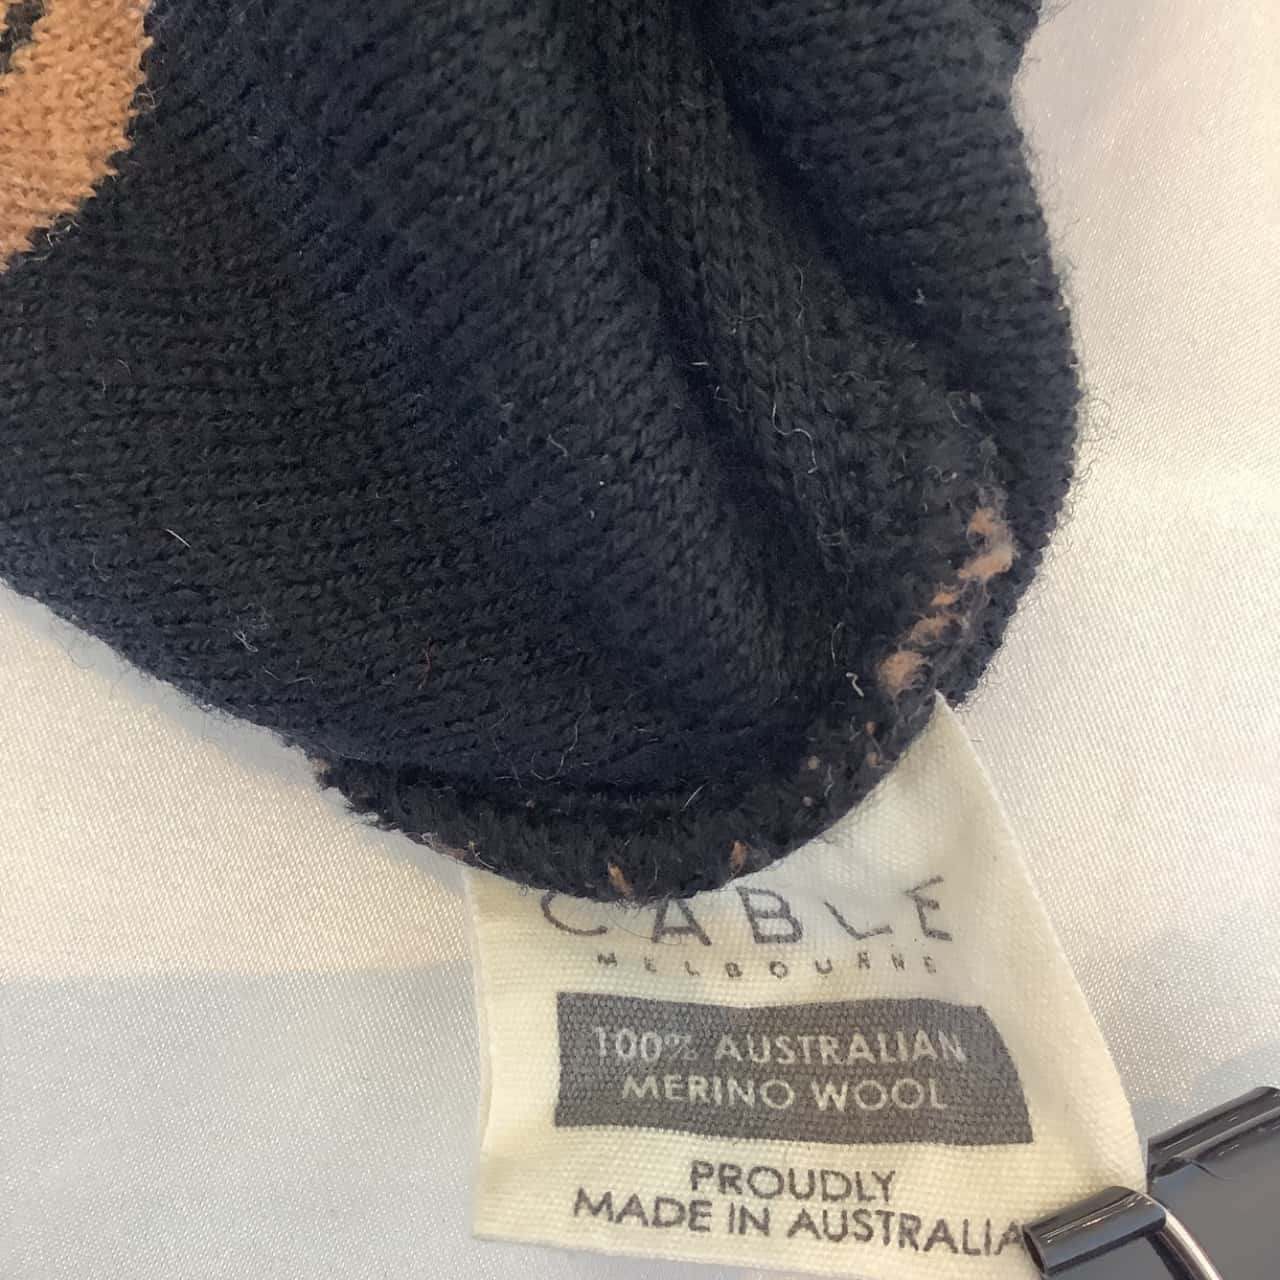 CABLE
MELBOURNE
100% AUSTRALIAN
MERINO WOOL
PROUDLY
MADE IN AUSTRALIA